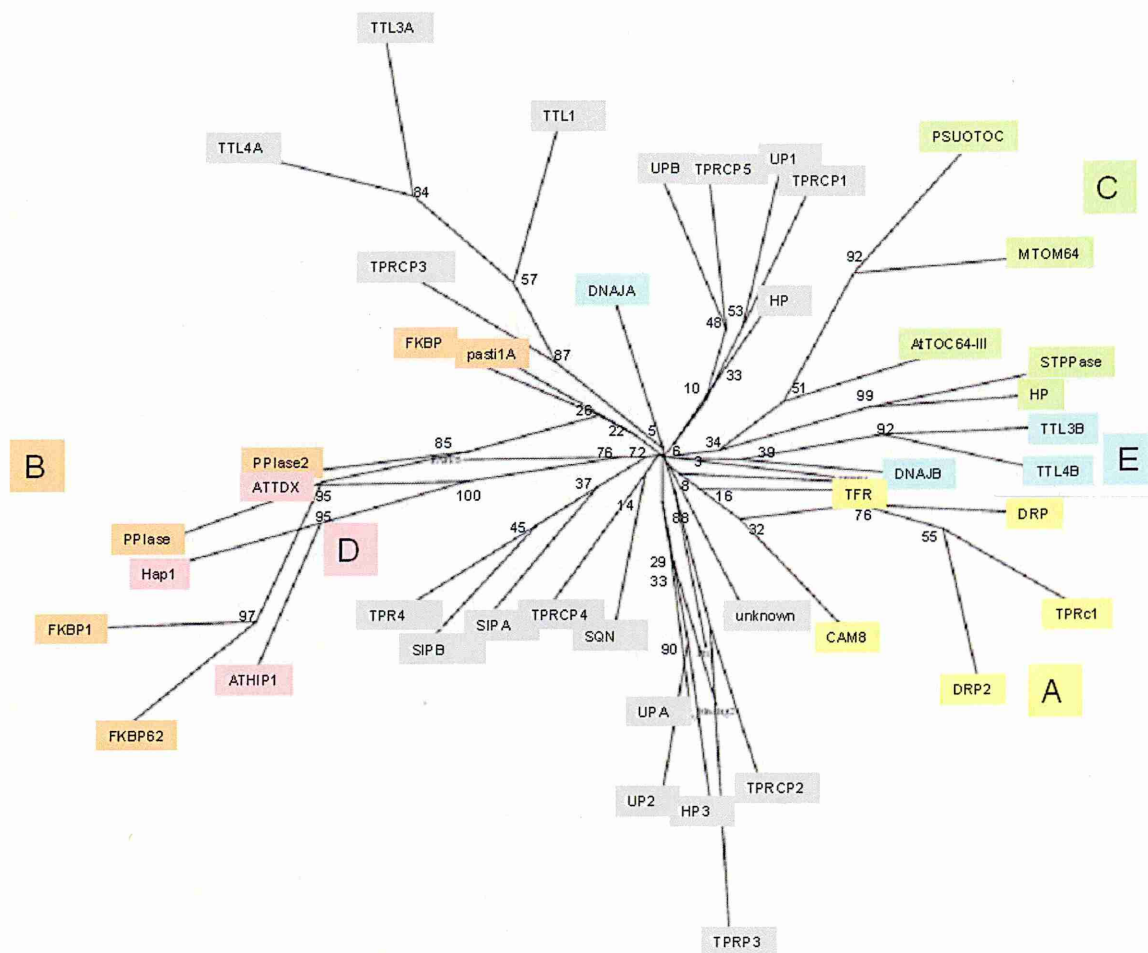 TTL3A
TTL1
TTL4A
PSUOTOC
UPB
TPRCP5
UP1
TPRCP1
C
84
92
MTOM64
TPRCP3
57
DNAJA
HP
53
48
FKBP
pasti1A
87
AtTOC64-III
STPPase
33
10
51
99
HP
26
22
5
34
92
TTL3B
B
85
PPIase2
76
72
6
3
39
TTL4B
E
DNAJB
ATTDX
95
100
37
8
16
TFR
14
88
76
DRP
PPIase
95
45
32
55
D
Hap1
29
33
TPR4
SIPB
SIPA
TPRCP4
SQN
unknown
CAM8
TPRc1
FKBP1
97
90
ATHIP1
DRP2
A
UPA
FKBP62
TPRCP2
UP2
HP3
TPRP3